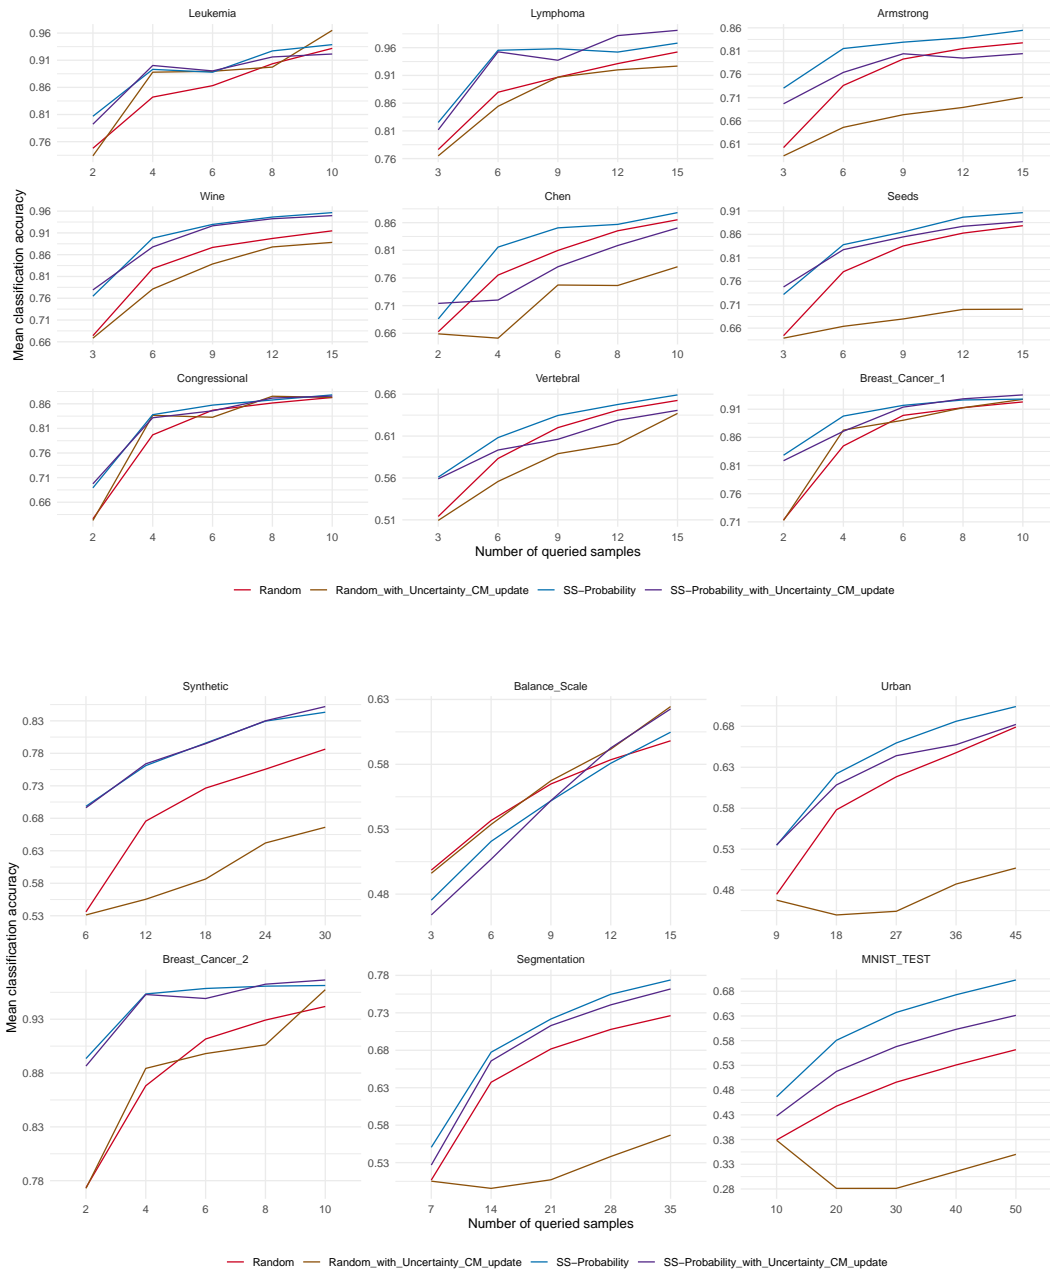 Leukemia
Lymphoma
Armstrong
0.96
0.91
0.86
0.81
0.76
2 4 6 8 10
0.96
0.91
0.86
0.81
0.76
3 6 9 12 15
0.86
0.81
0.76
0.71
0.66
0.61
3 6 9 12 15
Mean classification accuracy
Wine
Chen
Seeds
0.96
0.91
0.86
0.81
0.76
0.71
0.66
3 6 9 12 15
0.86
0.81
0.76
0.71
0.66
2 4 6 8 10
0.91
0.86
0.81
0.76
0.71
0.66
3 6 9 12 15
Congressional
Vertebral
Breast_Cancer_1
0.86
0.81
0.76
0.71
0.66
2 4 6 8 10
0.66
0.61
0.56
0.51
3 6 9 12 15
0.91
0.86
0.81
0.76
0.71
2 4 6 8 10
Number of queried samples
Random Random_with_Uncertainty_CM_update SS−Probability SS−Probability_with_Uncertainty_CM_update
Synthetic
Balance_Scale
Urban
0.83
0.78
0.73
0.68
0.63
0.58
0.53
6 12 18 24 30
0.63
0.58
0.53
0.48
3 6 9 12 15
0.68
0.63
0.58
0.53
0.48
9 18 27 36 45
Mean classification accuracy
Breast_Cancer_2
Segmentation
MNIST_TEST
0.93
0.88
0.83
0.78
2 4 6 8 10
0.78
0.73
0.68
0.63
0.58
0.53
7 14 21 28 35
0.68
0.63
0.58
0.53
0.48
0.43
0.38
0.33
0.28
10 20 30 40 50
Number of queried samples
Random Random_with_Uncertainty_CM_update SS−Probability SS−Probability_with_Uncertainty_CM_update